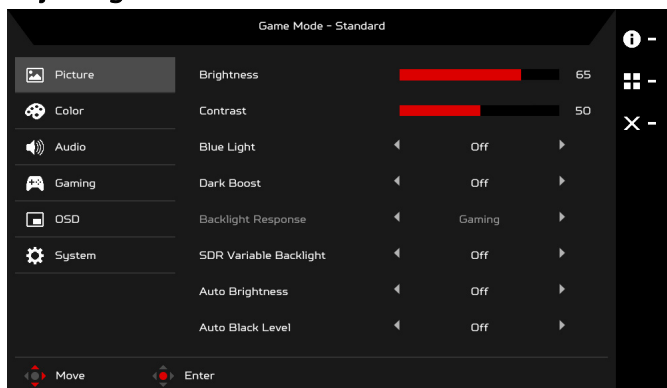 Game Mode - Standard
Picture
Brightness
65
Color
Contrast
50
Audio
Blue Light
Off
Gaming
Dark Boost
Off
OSD
Backlight Response
Gaming
System
SDR Variable Backlight
Off
Auto Brightness
Off
Auto Black Level
Off
Move
Enter